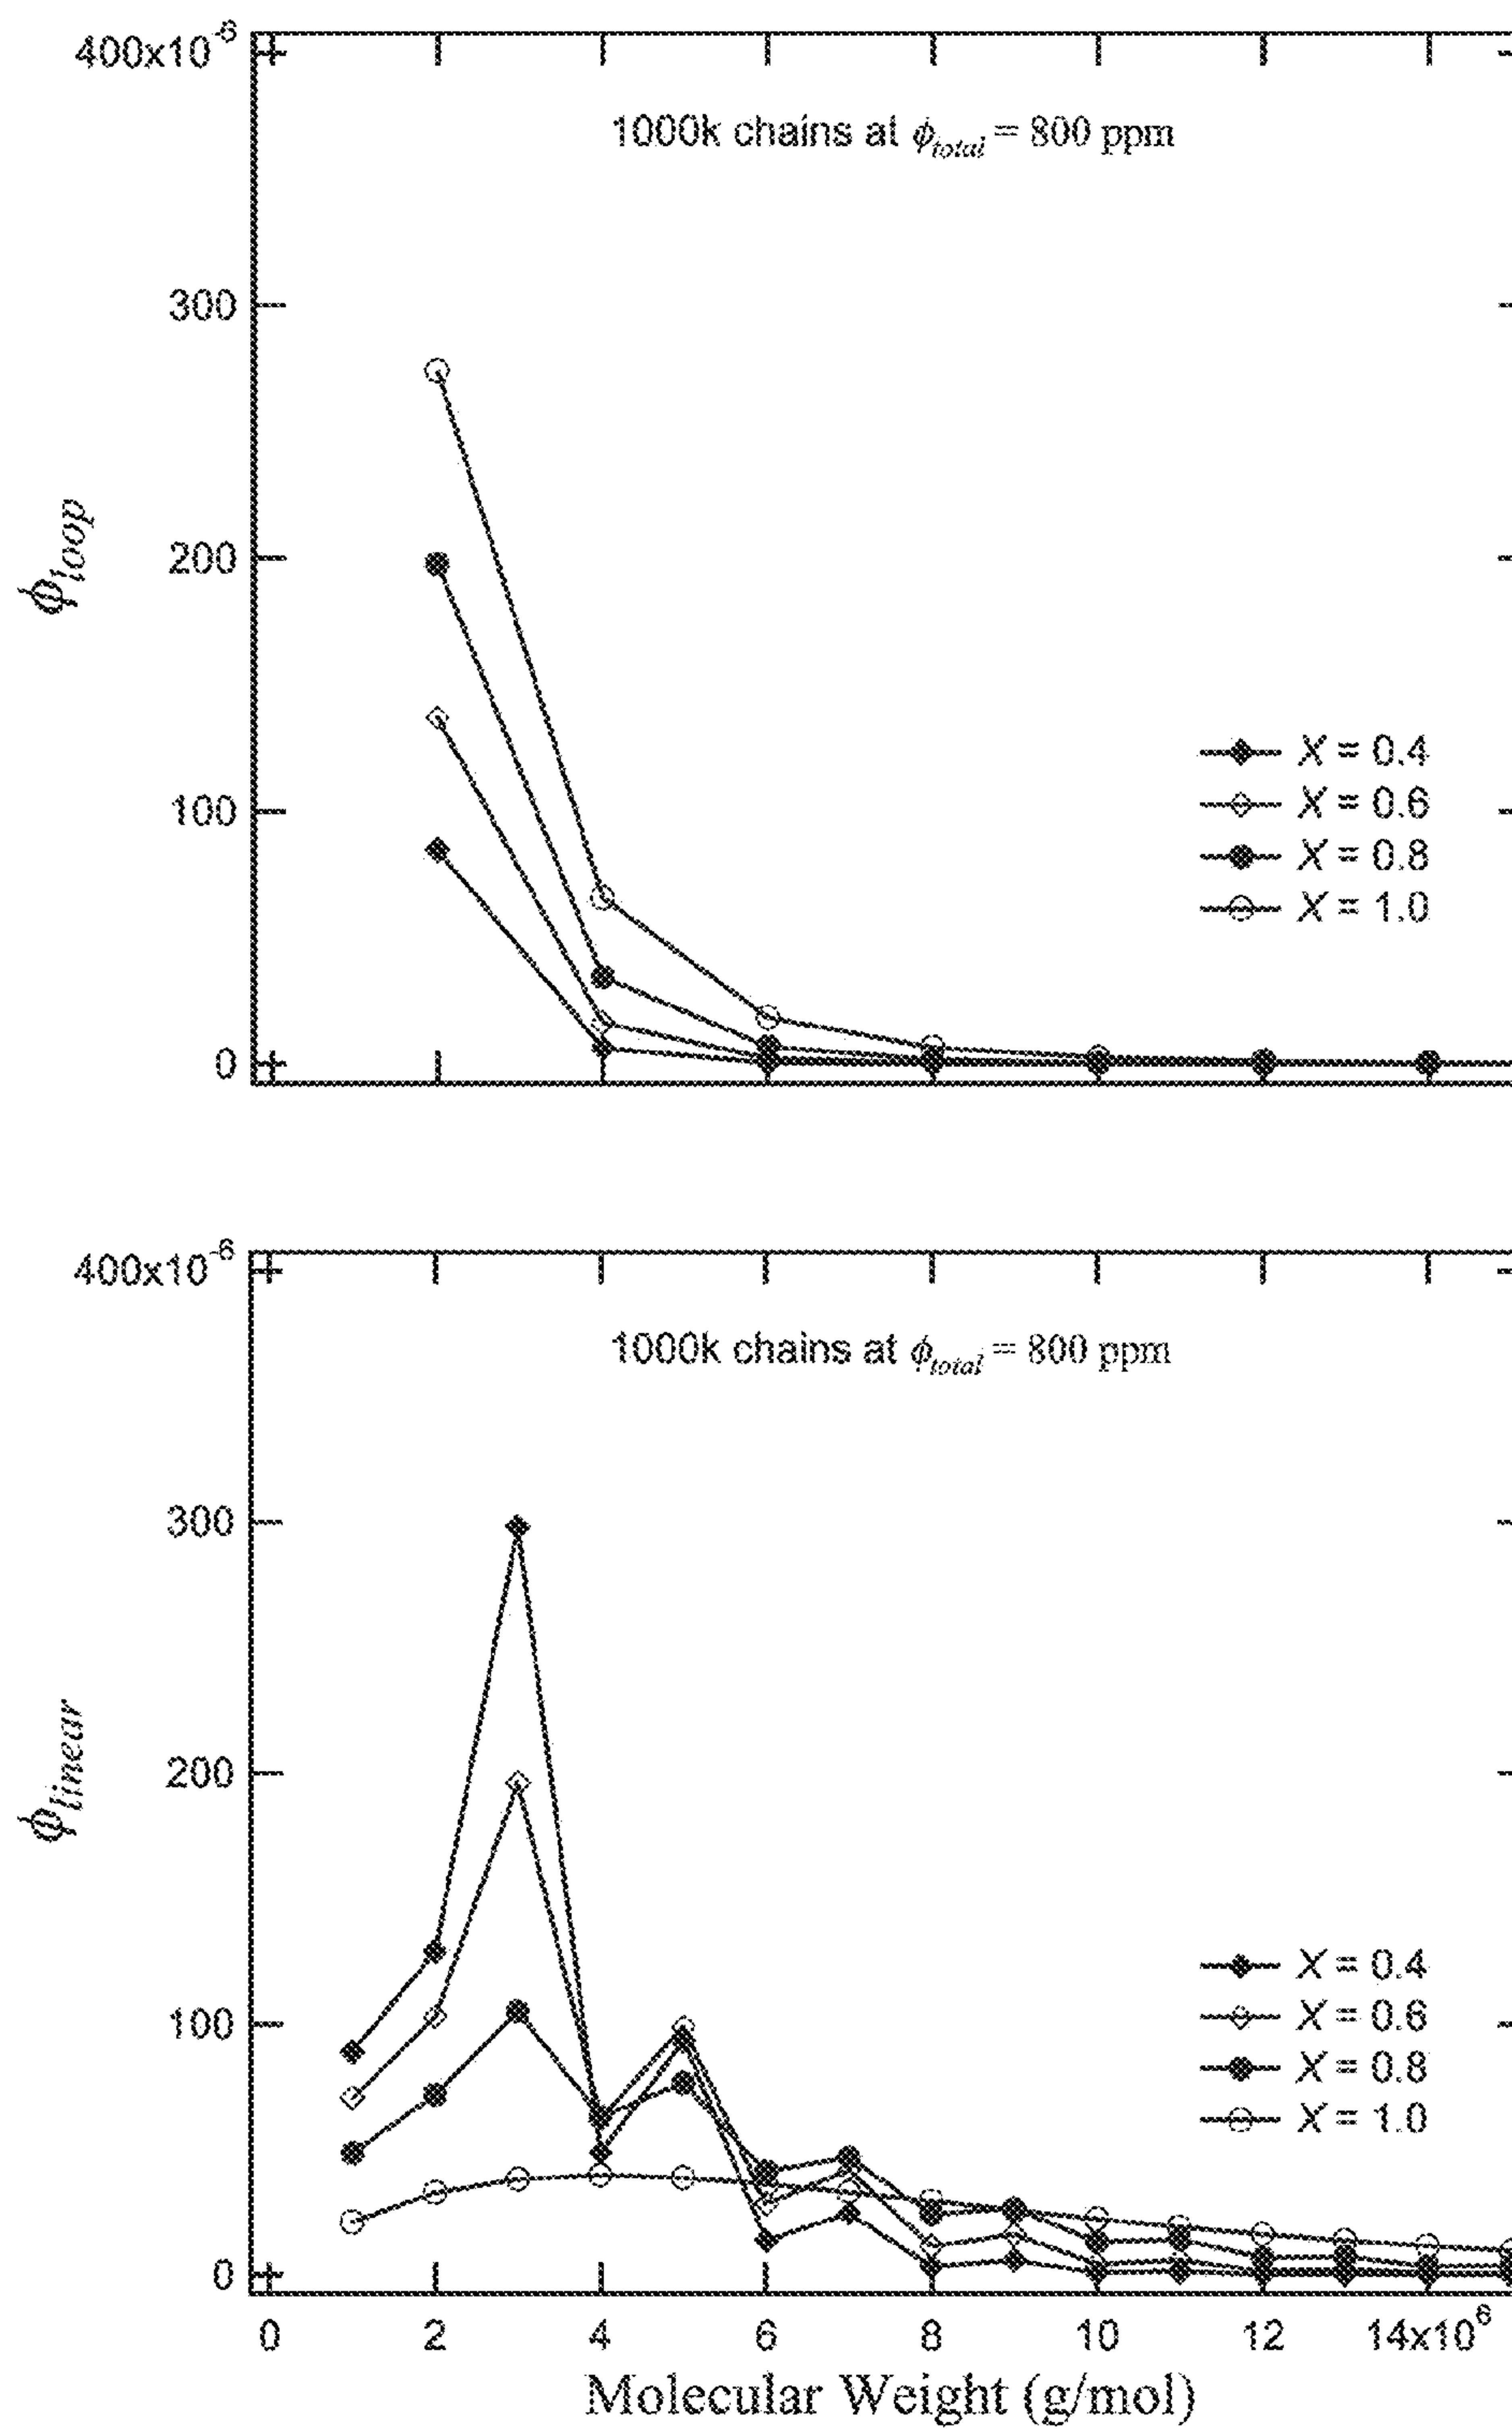 400x10^-6
1000k chains at ϕtotal = 800 ppm
300
200
100
0
ϕloop
X = 0.4
X = 0.6
X = 0.8
X = 1.0
400x10^-6
1000k chains at ϕtotal = 800 ppm
300
200
100
0
ϕlinear
X = 0.4
X = 0.6
X = 0.8
X = 1.0
0 2 4 6 8 10 12 14x10^6
Molecular Weight (g/mol)